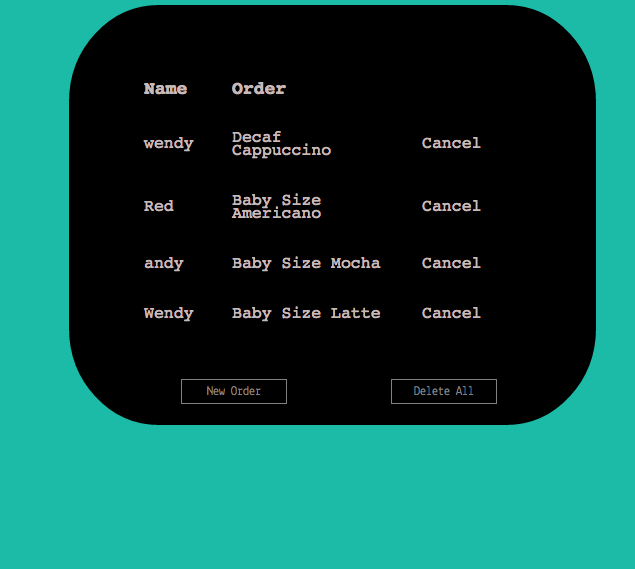 Name Order
wendy Decaf Cappuccino Cancel
Red Baby Size Americano Cancel
andy Baby Size Mocha Cancel
Wendy Baby Size Latte Cancel
New Order Delete All